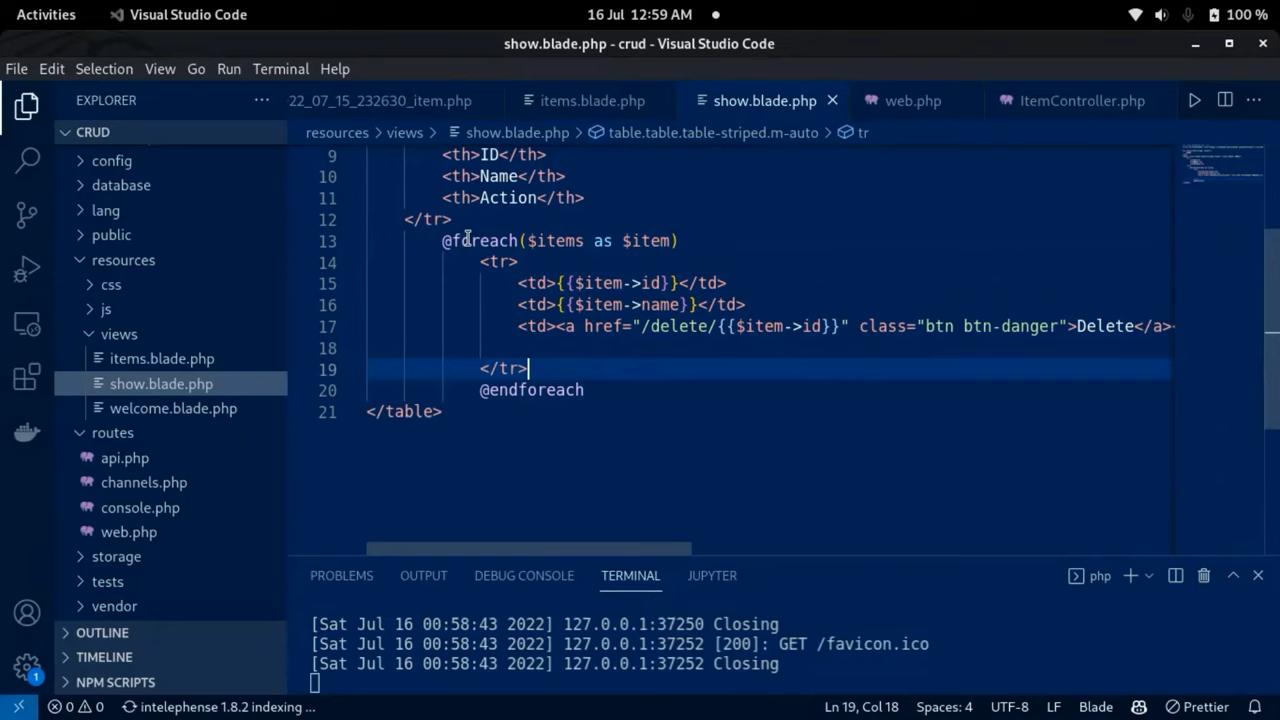 Activities
Visual Studio Code
16 Jul 12:59 AM
100 %
show.blade.php - crud - Visual Studio Code
File Edit Selection View Go Run Terminal Help
EXPLORER
22_07_15_232630_item.php
items.blade.php
show.blade.php
web.php
ItemController.php
CRUD
resources > views > show.blade.php > table.table.table-striped.m-auto > tr
config
database
lang
public
resources
css
js
views
items.blade.php
show.blade.php
welcome.blade.php
routes
api.php
channels.php
console.php
web.php
storage
tests
vendor
OUTLINE
TIMELINE
NPM SCRIPTS
9 <th>ID</th>
10 <th>Name</th>
11 <th>Action</th>
12 </tr>
13 @foreach($items as $item)
14 <tr>
15 <td>{{$item->id}}</td>
16 <td>{{$item->name}}</td>
17 <td><a href="/delete/{{$item->id}}" class="btn btn-danger">Delete</a><
18
19 </tr>
20 @endforeach
21 </table>
PROBLEMS OUTPUT DEBUG CONSOLE TERMINAL JUPYTER
php
[Sat Jul 16 00:58:43 2022] 127.0.0.1:37250 Closing
[Sat Jul 16 00:58:43 2022] 127.0.0.1:37252 [200]: GET /favicon.ico
[Sat Jul 16 00:58:43 2022] 127.0.0.1:37252 Closing
1
0 0 intelephense 1.8.2 indexing ...
Ln 19, Col 18 Spaces: 4 UTF-8 LF Blade Prettier